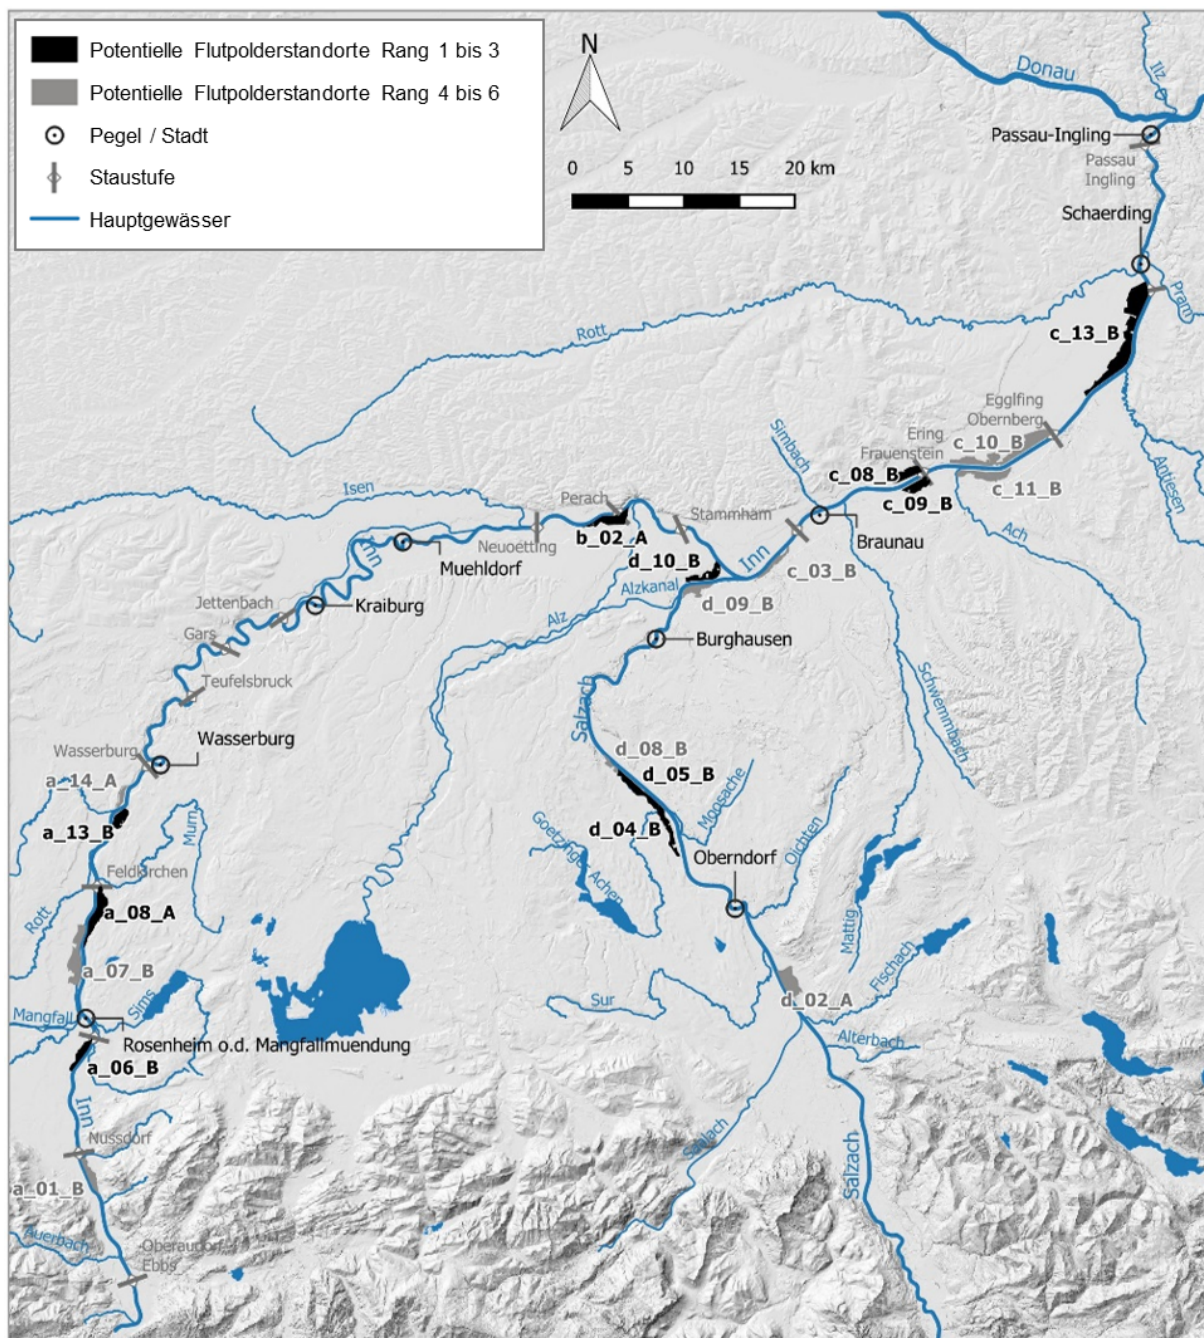 Potentielle Flutpolderstandorte Rang 1 bis 3
Potentielle Flutpolderstandorte Rang 4 bis 6
Pegel / Stadt
Staustufe
Hauptgewässer
N
0 5 10 15 20 km
Donau
Ilz
Passau-Ingling
Passau
Ingling
Schaerding
Pram
Rott
c_13_B
Egglfing
Obernberg
Simbach
Ering
Frauenstein
c_10_B
c_08_B
c_11_B
c_09_B
Antiesen
Ach
Isen
Perach
Stammham
Inn
Neuoetting
b_02_A
Braunau
Muehldorf
d_10_B
Inn
c_03_B
Jettenbach
Kraiburg
Alzkanal
d_09_B
Alz
Gars
Burghausen
Teufelsbruck
Schwemmbach
Salzach
Wasserburg
Wasserburg
d_08_B
d_05_B
a_14_A
Moosache
a_13_B
Murn
Goetzinger Achen
d_04_B
Oichten
Oberndorf
Feldkirchen
Rott
a_08_A
Mattig
Fischach
a_07_B
Sims
Sur
d_02_A
Mangfall
Rosenheim o.d. Mangfallmuendung
Alterbach
a_06_B
Inn
Nussdorf
Salzach
a_01_B
Auerbach
Oberaudorf
Ebbs